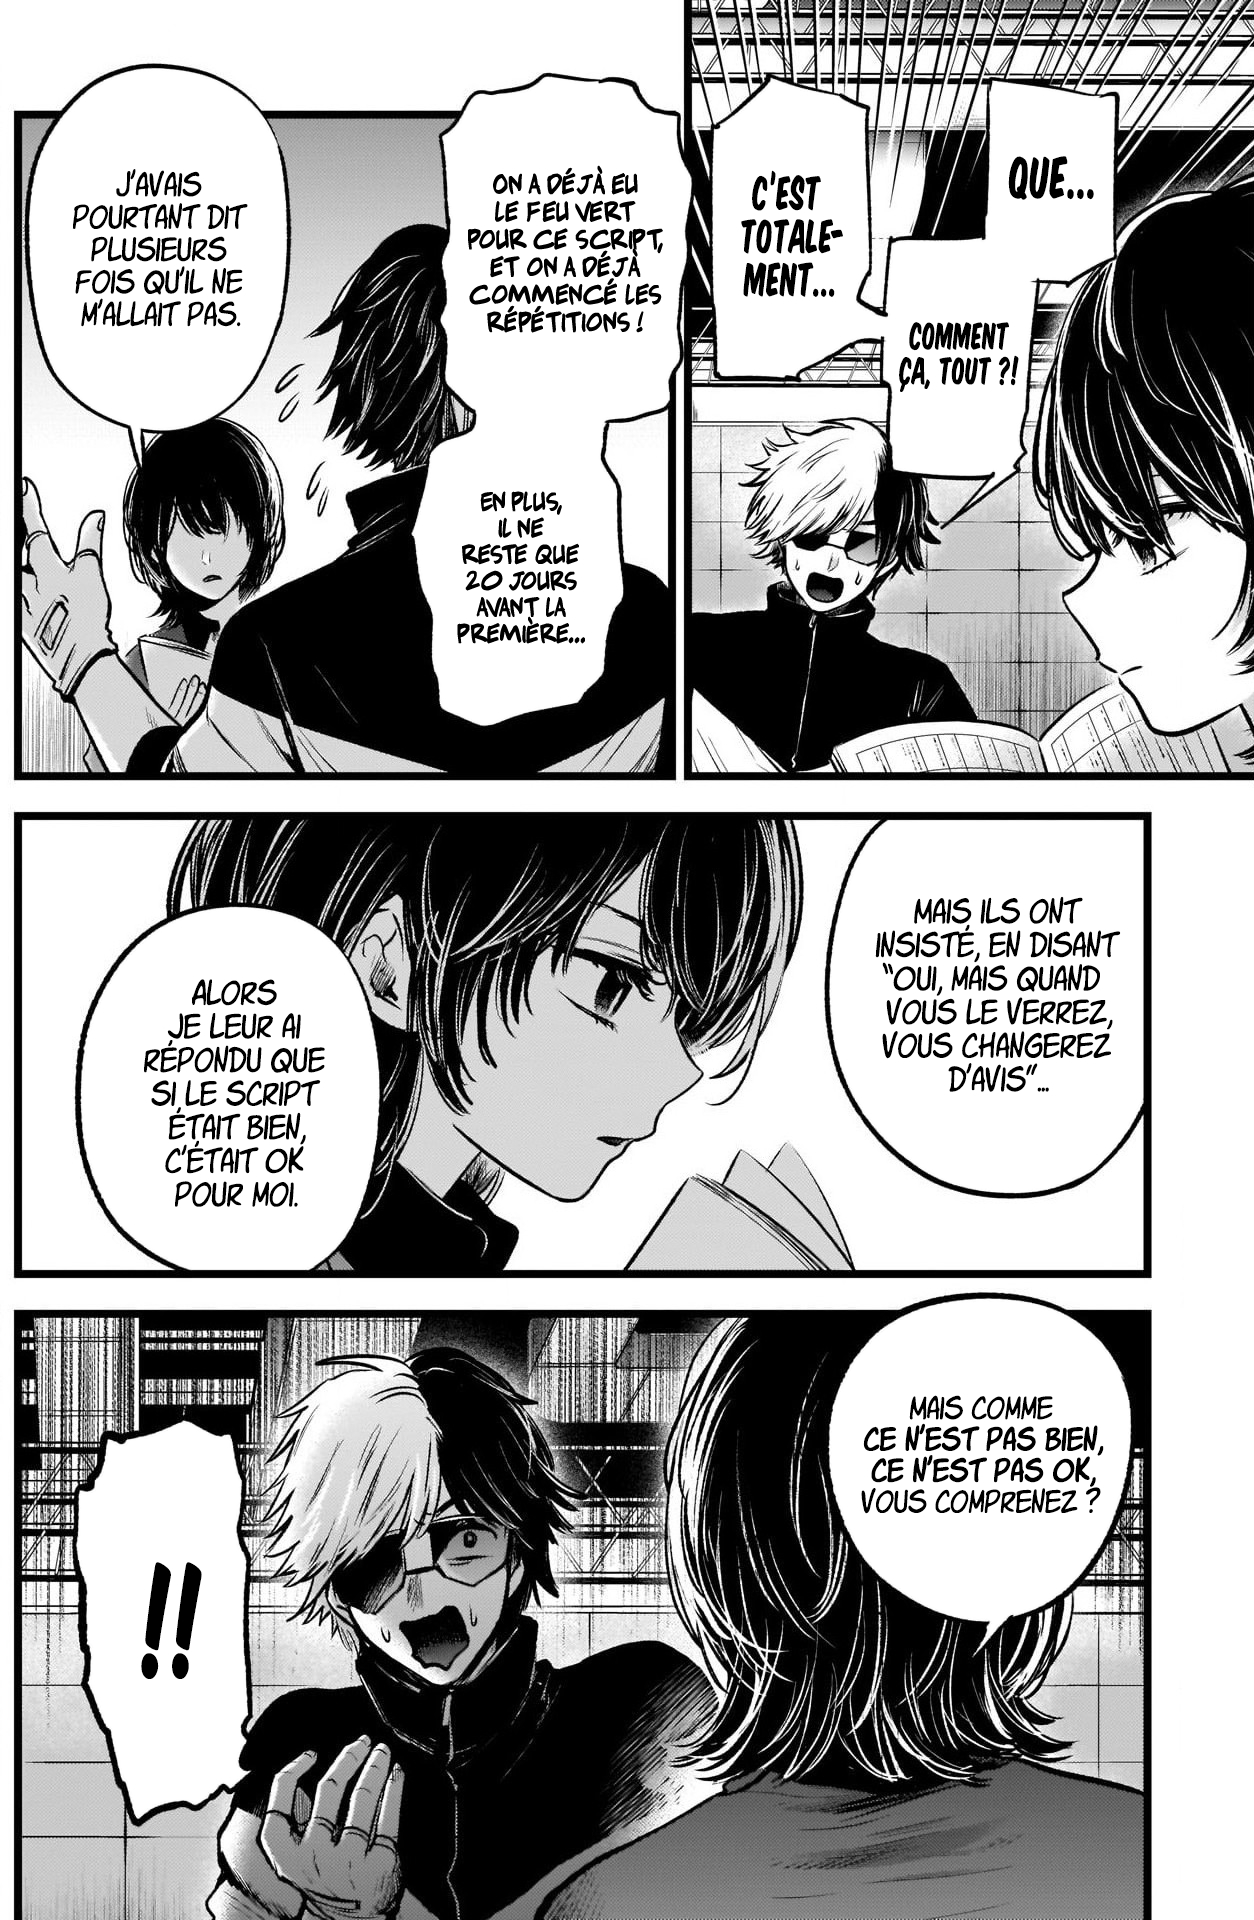 QUE...
COMMENT
ÇA, TOUT ?!
C'EST
TOTALE-
MENT...
ON A DÉJÀ EU
LE FEU VERT
POUR CE SCRIPT,
ET ON A DÉJÀ
COMMENCÉ LES
RÉPÉTITIONS !
EN PLUS,
IL NE
RESTE QUE
20 JOURS
AVANT LA
PREMIÈRE...
J'AVAIS
POURTANT DIT
PLUSIEURS
FOIS QU'IL NE
M'ALLAIT PAS.
MAIS ILS ONT
INSISTÉ, EN DISANT
"OUI, MAIS QUAND
VOUS LE VERREZ,
VOUS CHANGEREZ
D'AVIS"...
ALORS
JE LEUR AI
RÉPONDU QUE
SI LE SCRIPT
ÉTAIT BIEN,
C'ÉTAIT OK
POUR MOI.
MAIS COMME
CE N'EST PAS BIEN,
CE N'EST PAS OK,
VOUS COMPRENEZ ?
!!